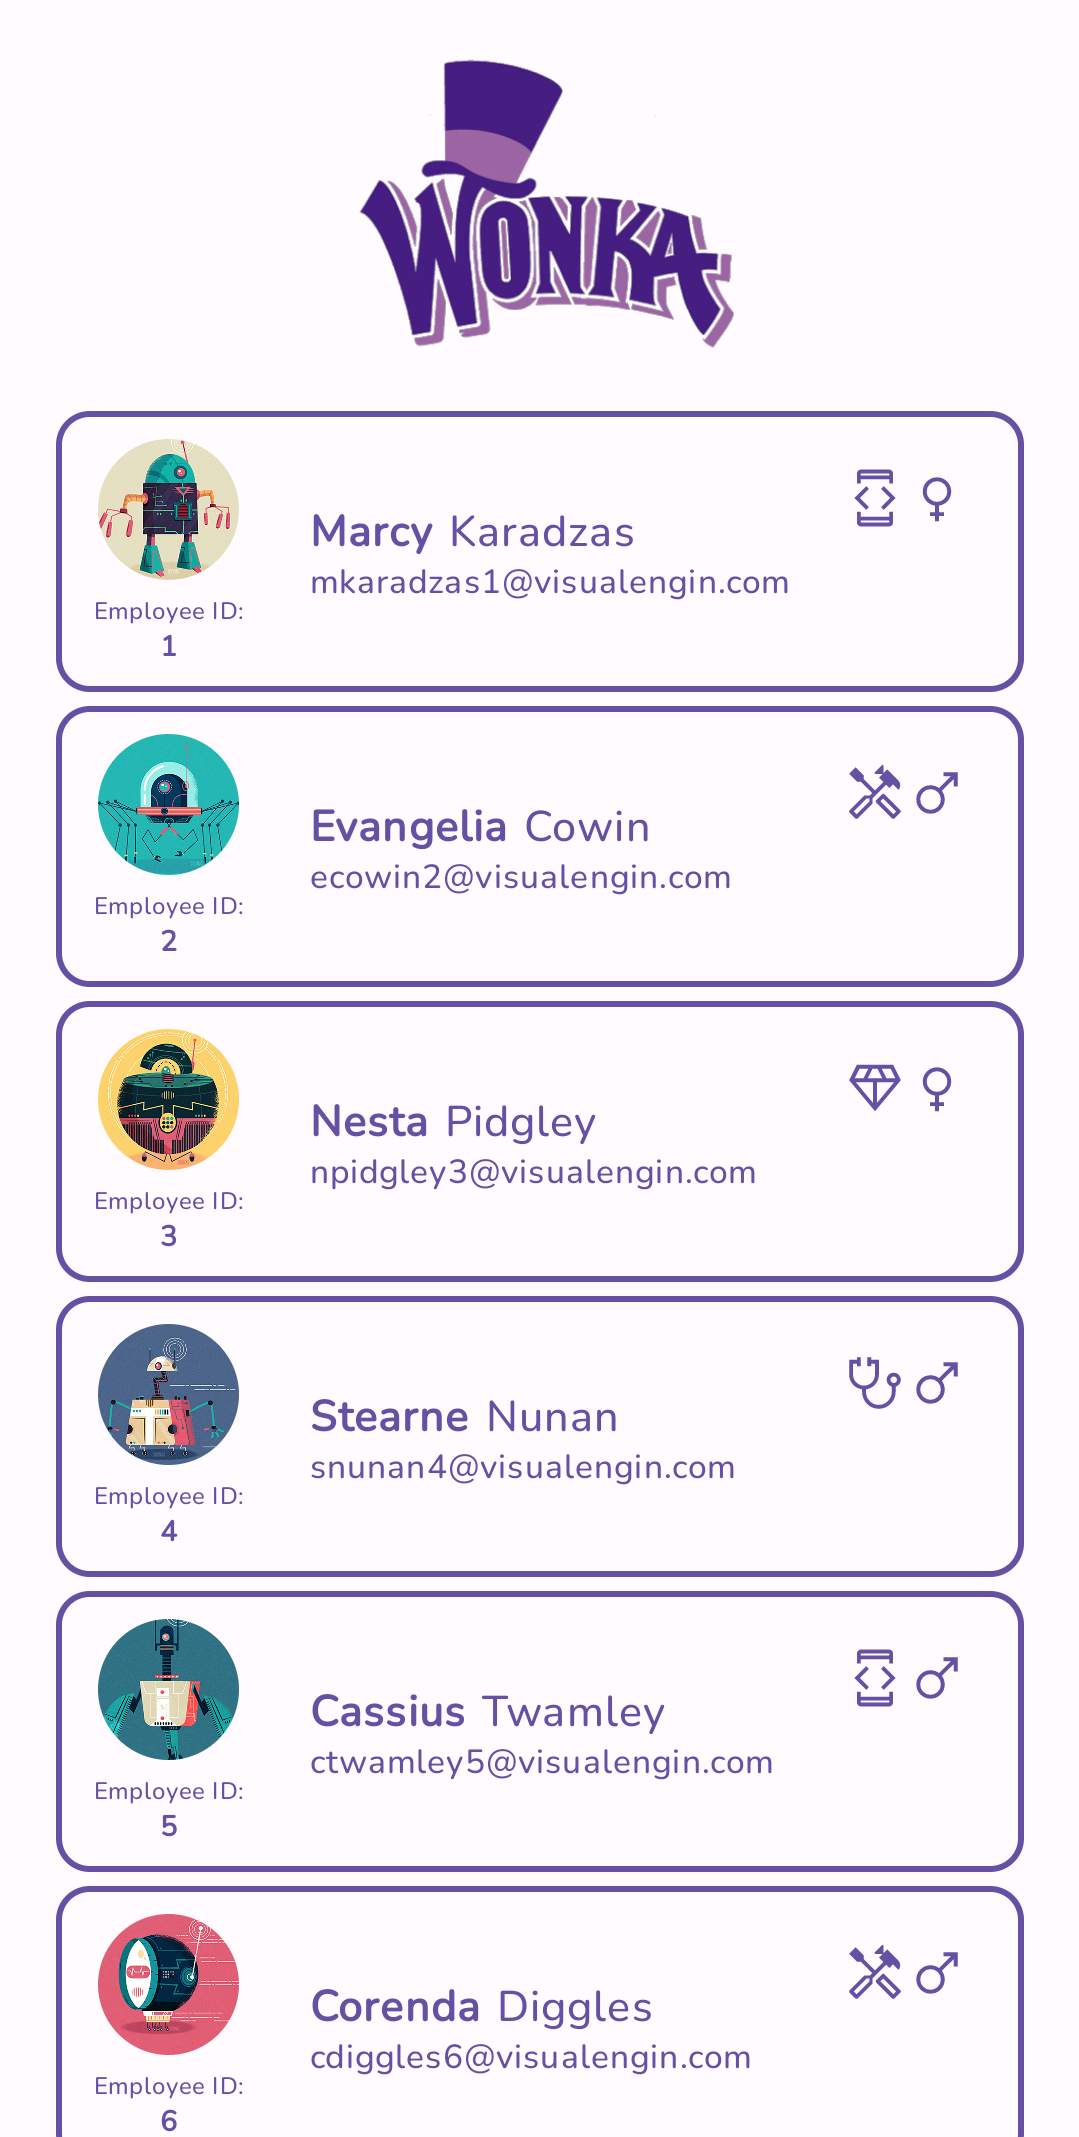 WONKA
Marcy Karadzas
mkaradzas1@visualengin.com
Employee ID:
1
Evangelia Cowin
ecowin2@visualengin.com
Employee ID:
2
Nesta Pidgley
npidgley3@visualengin.com
Employee ID:
3
Stearne Nunan
snunan4@visualengin.com
Employee ID:
4
Cassius Twamley
ctwamley5@visualengin.com
Employee ID:
5
Corenda Diggles
cdiggles6@visualengin.com
Employee ID:
6